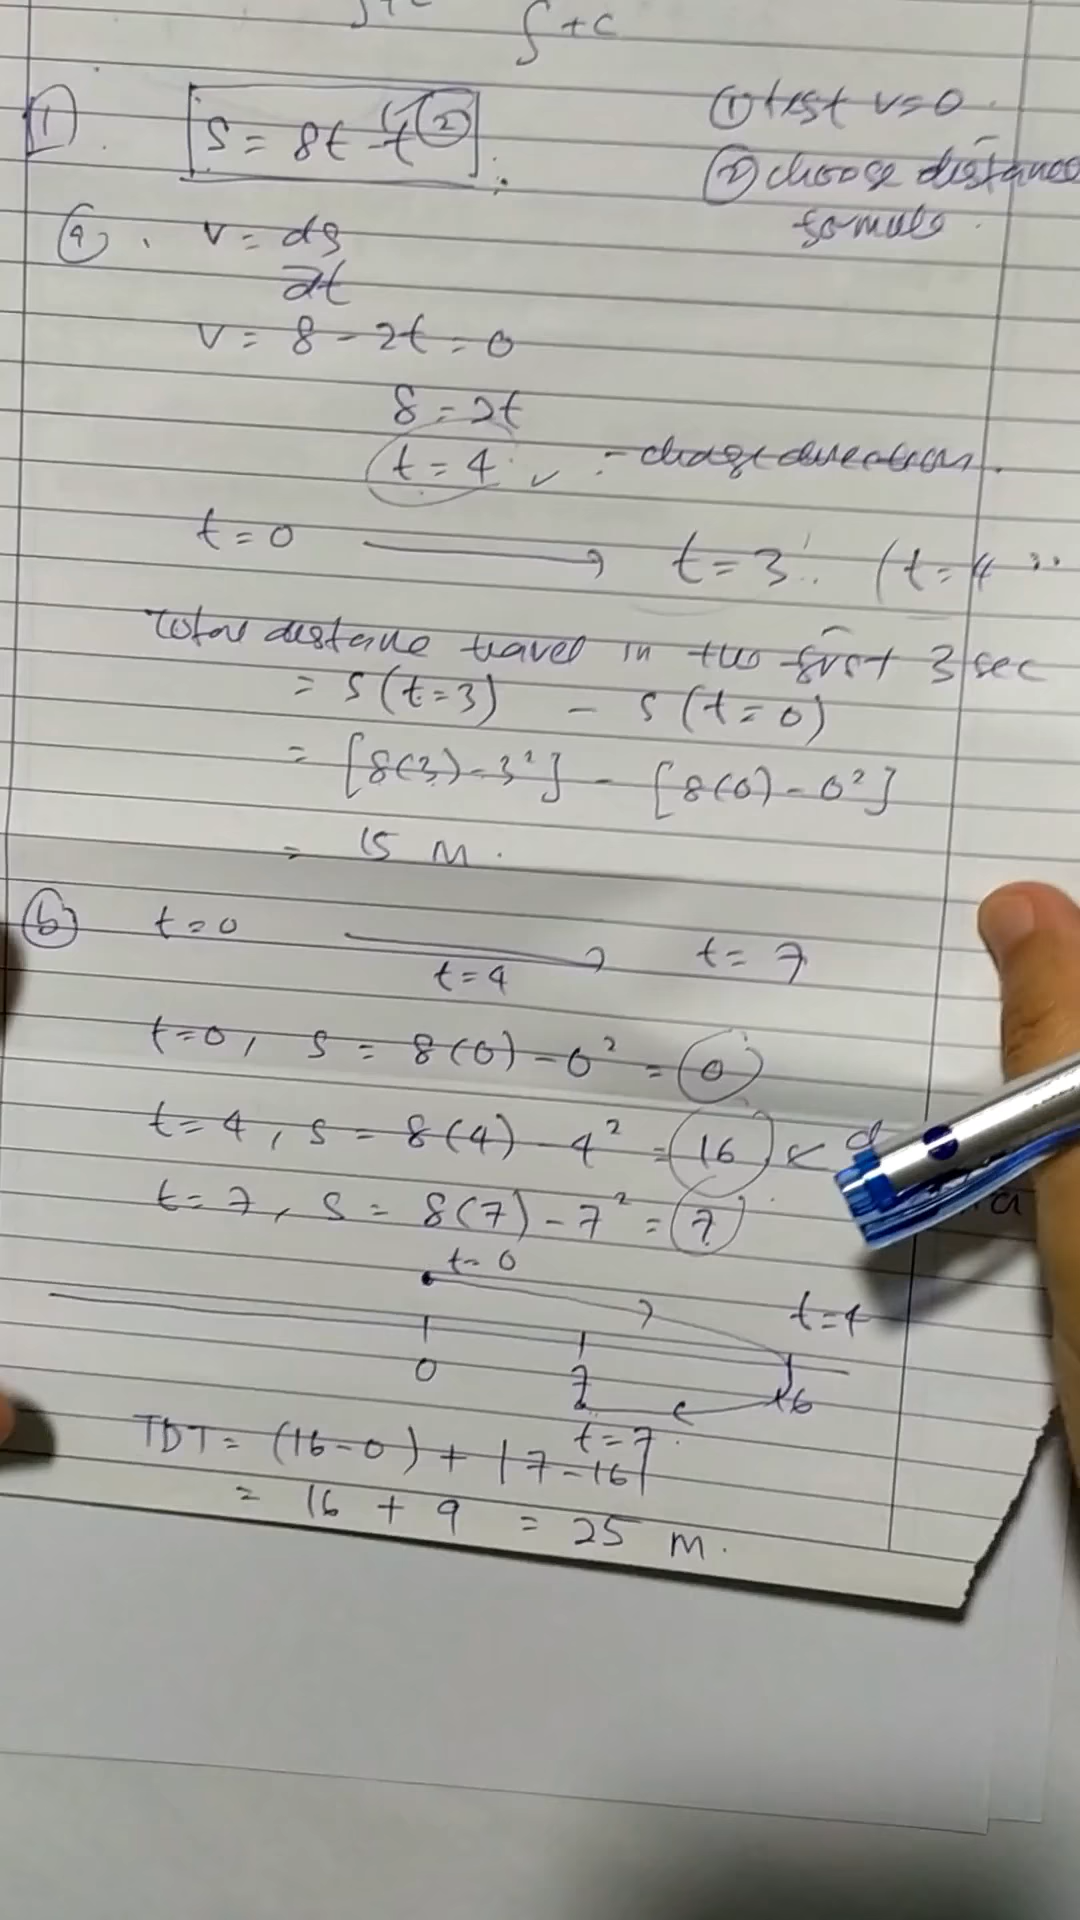 ∫ + c
① test v=0.
② choose distance
formula.
1
S = 8t - t²
ⓐ. v = ds
dt
v = 8 - 2t = 0
8 = 2t
t = 4 ✓ - change direction.
t = 0 → t = 3. (t = 4
Total distance travel in the first 3 sec
= s(t=3) - s(t=0)
= [8(3) - 3²] - [8(0) - 0²]
= 15 m.
ⓑ t = 0 → t = 7
t = 4
t = 0, s = 8(0) - 0² = 0
t = 4, s = 8(4) - 4² = 16 <
t = 7, s = 8(7) - 7² = 7
t = 0
t = 4
0 7 16
t = 7.
TDT = (16 - 0) + |7 - 16|
= 16 + 9 = 25 m.